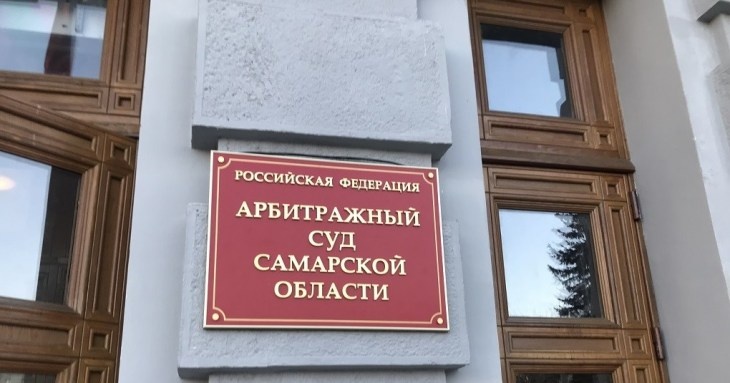 РОССИЙСКАЯ ФЕДЕРАЦИЯ
АРБИТРАЖНЫЙ
СУД
САМАРСКОЙ
ОБЛАСТИ